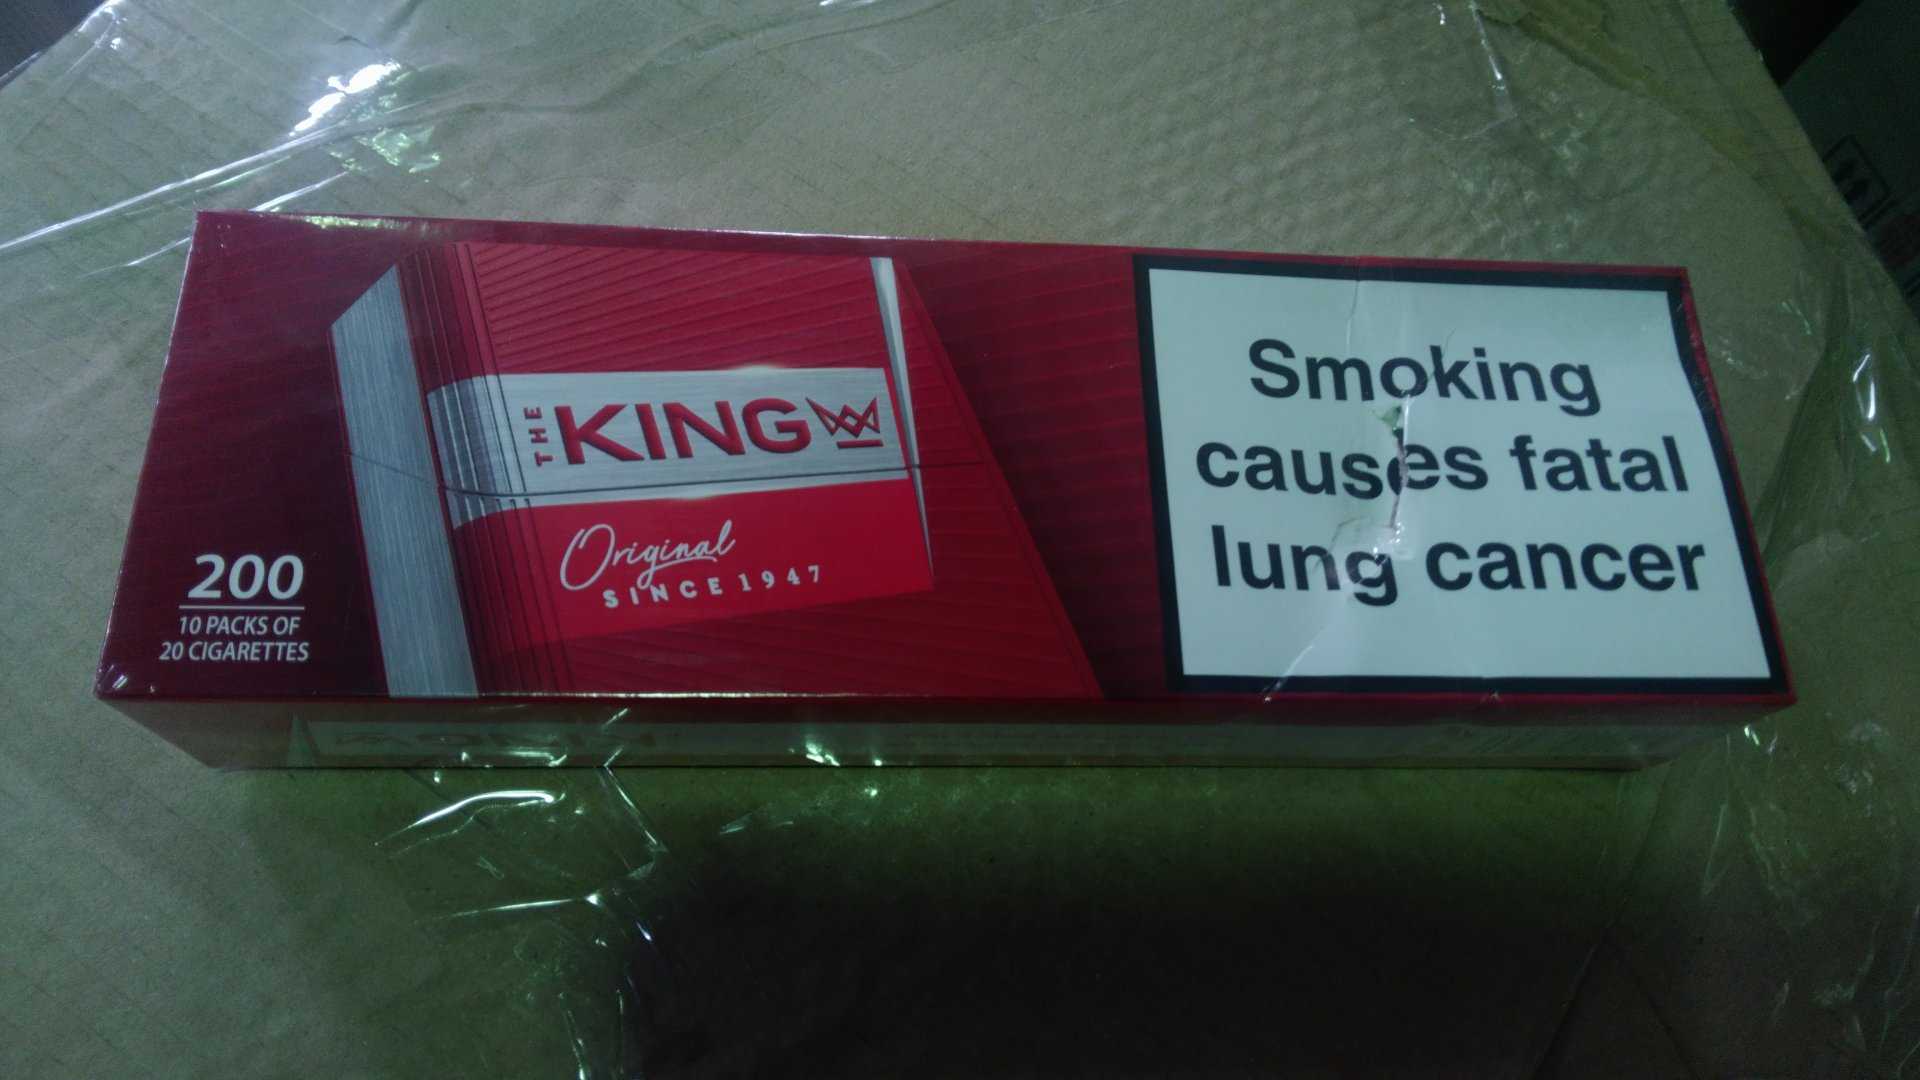 THE KING
Original
SINCE 1947
200
10 PACKS OF
20 CIGARETTES
Smoking
causes fatal
lung cancer